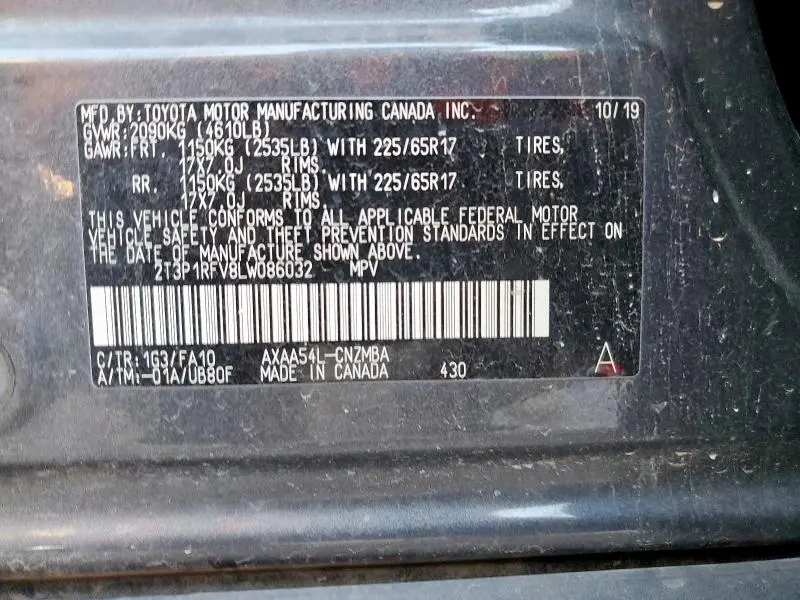 MFD.BY:TOYOTA MOTOR MANUFACTURING CANADA INC. 10/19
GVWR:2090KG (4610LB)
GAWR:FRT. 1150KG (2535LB) WITH 225/65R17 TIRES,
17X7.0J RIMS.
RR. 1150KG (2535LB) WITH 225/65R17 TIRES,
17X7.0J RIMS.
THIS VEHICLE CONFORMS TO ALL APPLICABLE FEDERAL MOTOR
VEHICLE SAFETY AND THEFT PREVENTION STANDARDS IN EFFECT ON
THE DATE OF MANUFACTURE SHOWN ABOVE.
2T3P1RFV8LW086032 MPV
C/TR:1G3/FA10 AXAA54L-CNZMBA
A/TM:-01A/UB80F MADE IN CANADA 430 A